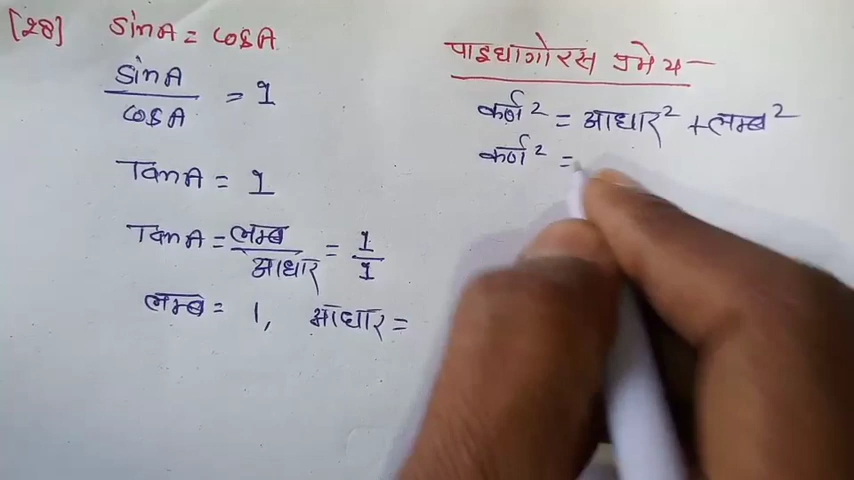 [28] sinA = cosA
sinA / cosA = 1
TanA = 1
TanA = लम्ब / आधार = 1 / 1
लम्ब = 1, आधार =
पाइथागोरस प्रमेय —
कर्ण² = आधार² + लम्ब²
कर्ण² =